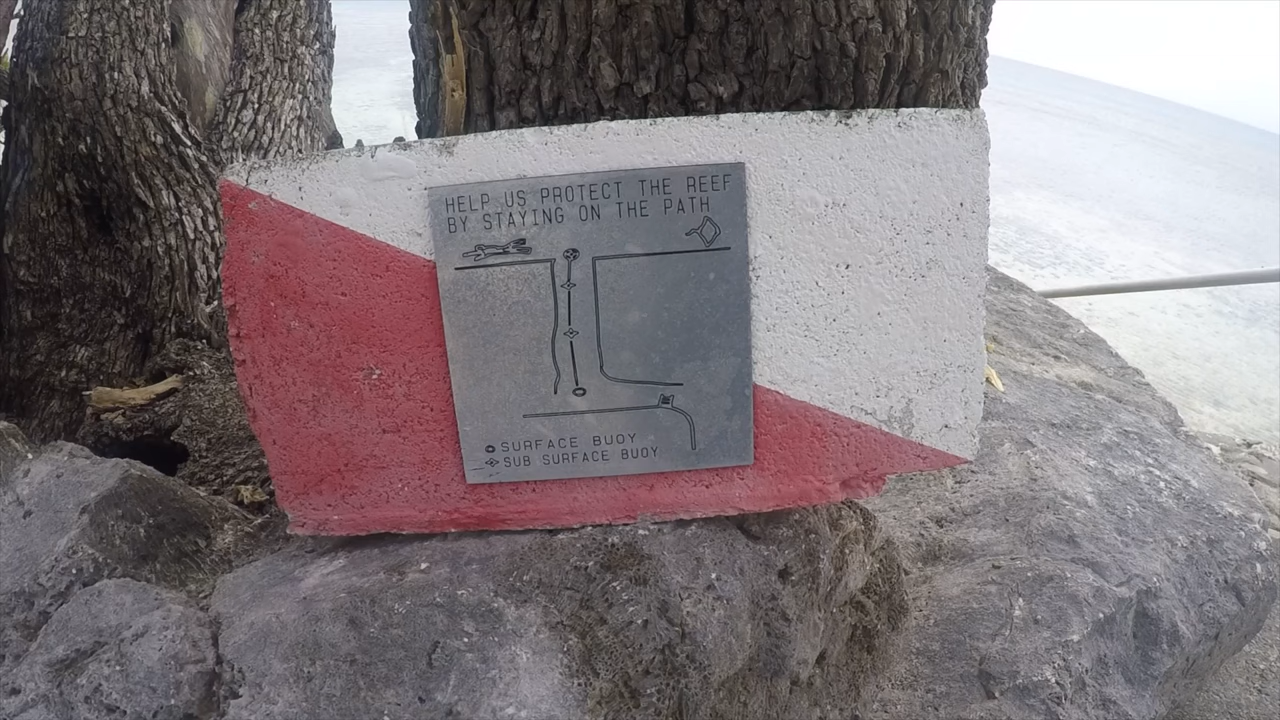 HELP US PROTECT THE REEF
BY STAYING ON THE PATH
SURFACE BUOY
SUB SURFACE BUOY